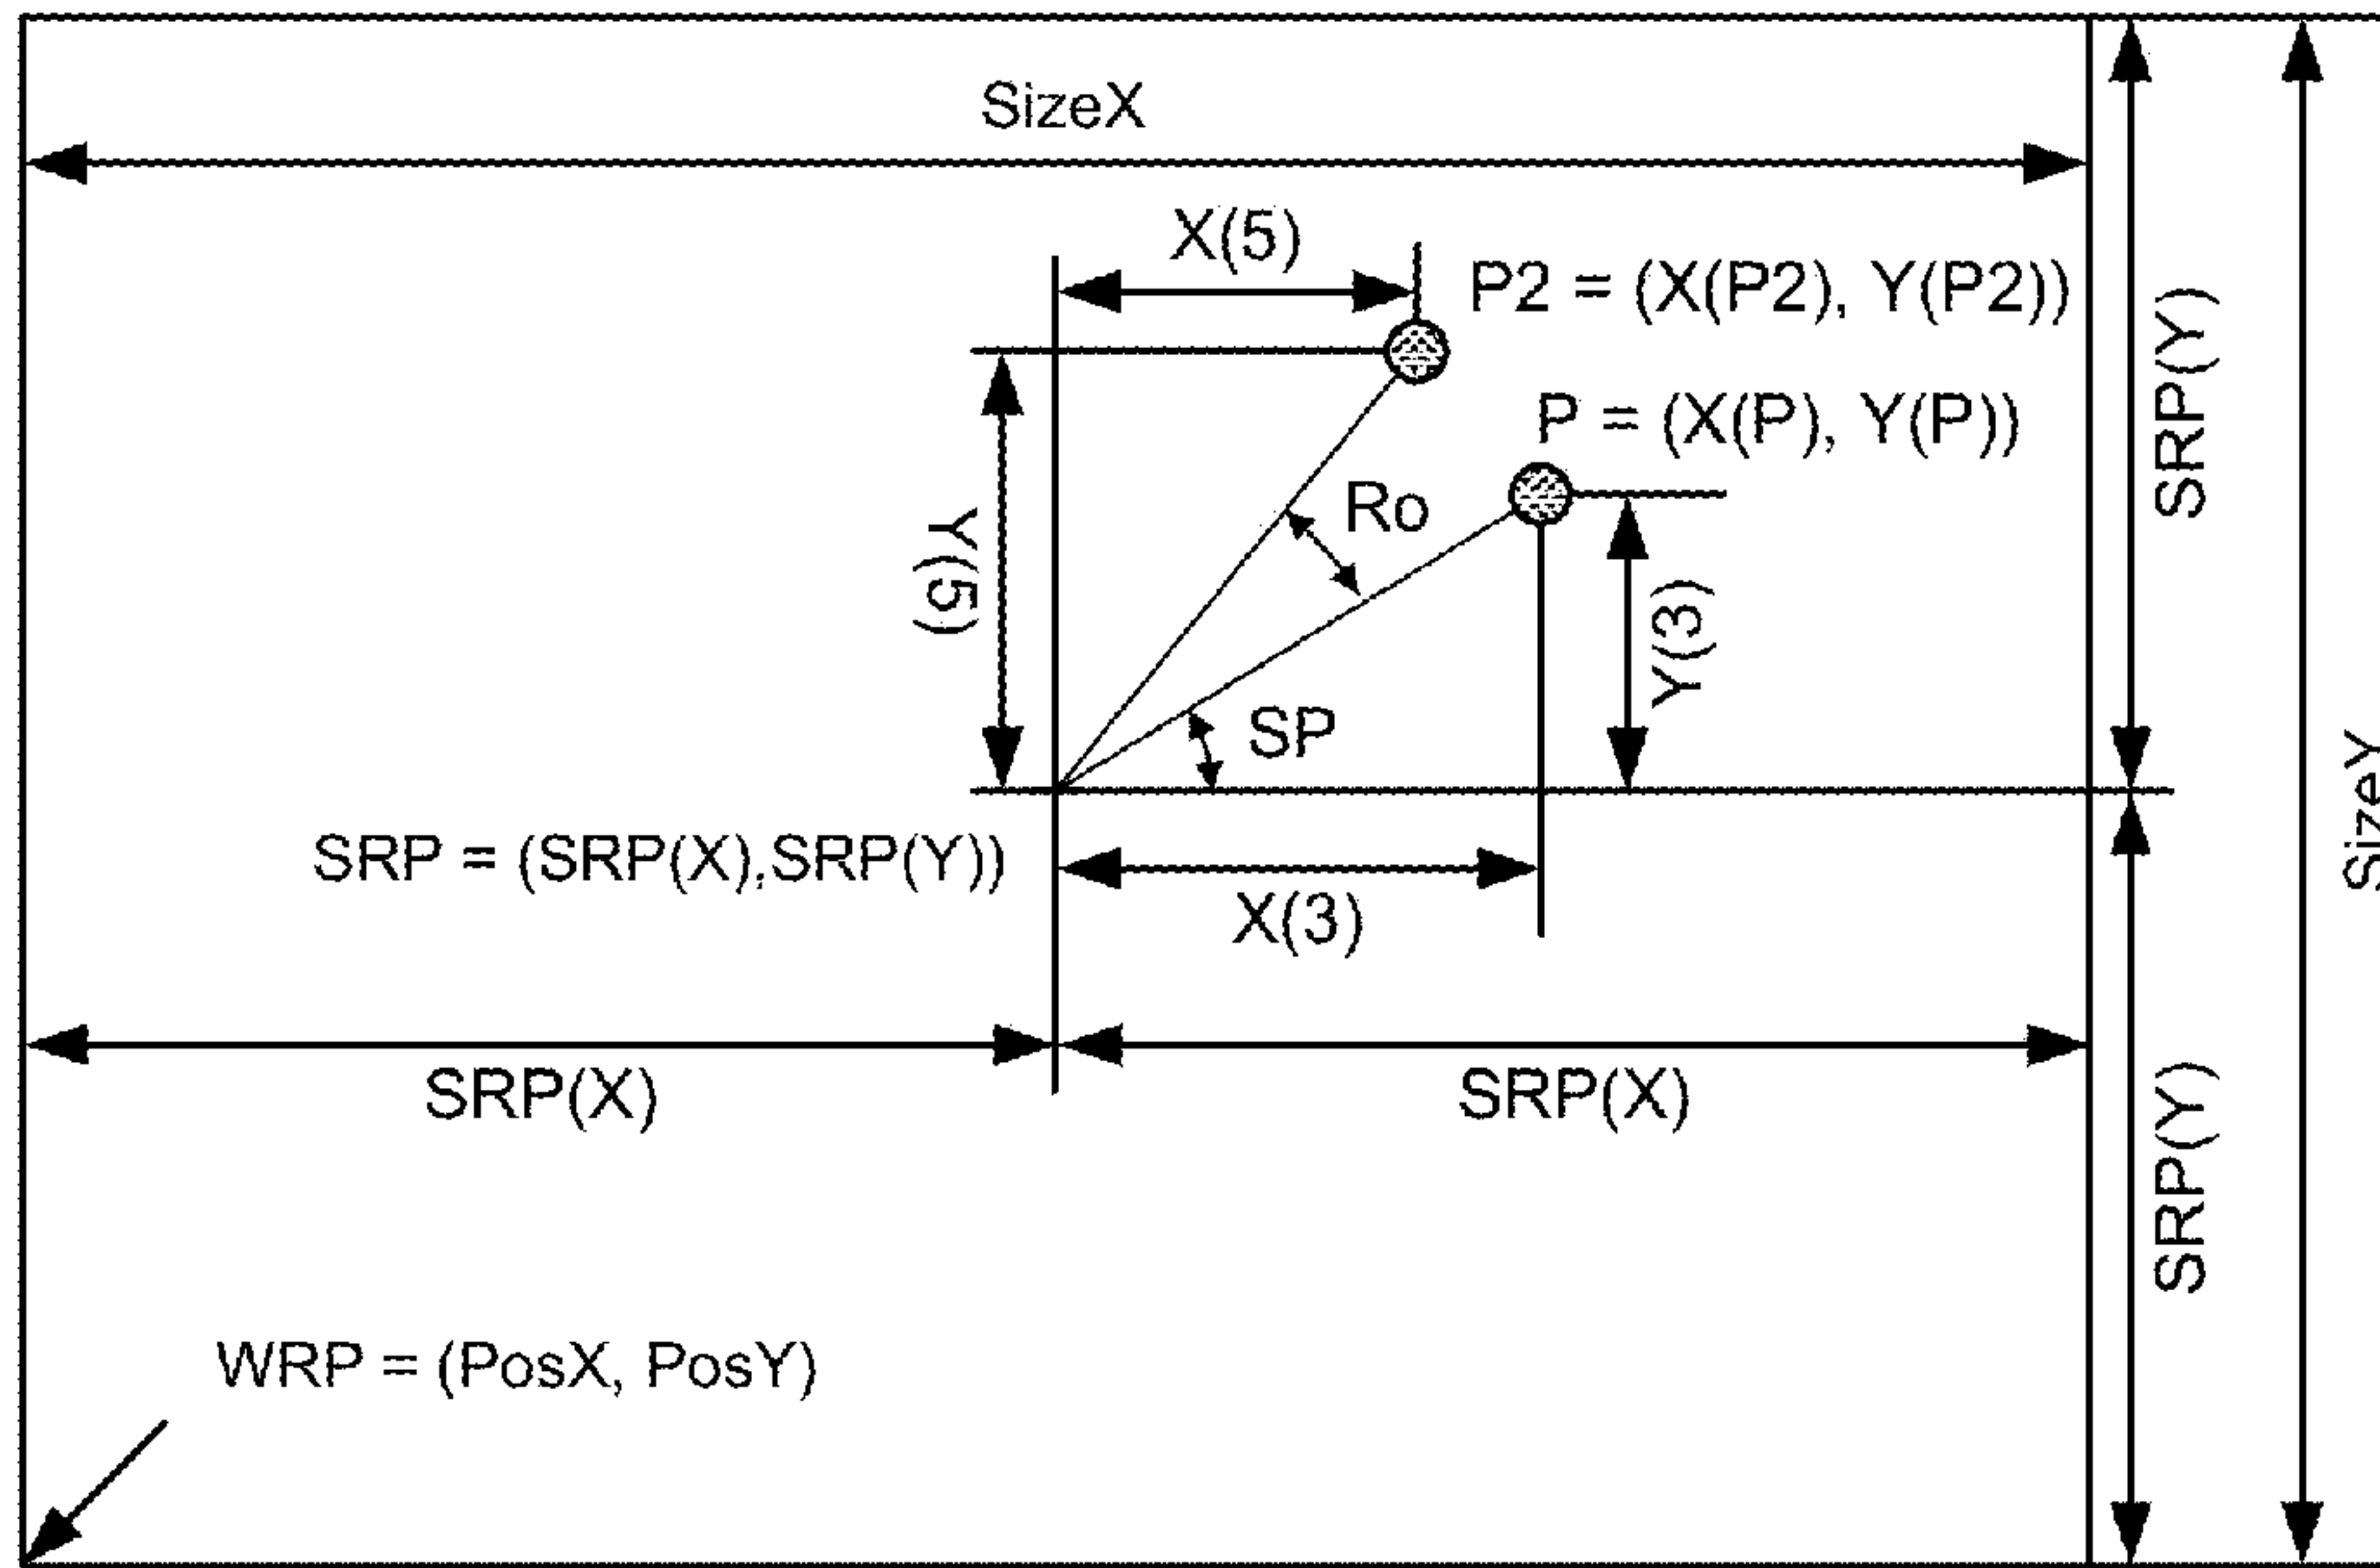 SizeX
X(5)
P2 = (X(P2), Y(P2))
SRP(Y)
P = (X(P), Y(P))
Ro
Y(5)
Y(3)
SP
SizeY
SRP = (SRP(X),SRP(Y))
X(3)
SRP(X)
SRP(X)
SRP(Y)
WRP = (PosX, PosY)